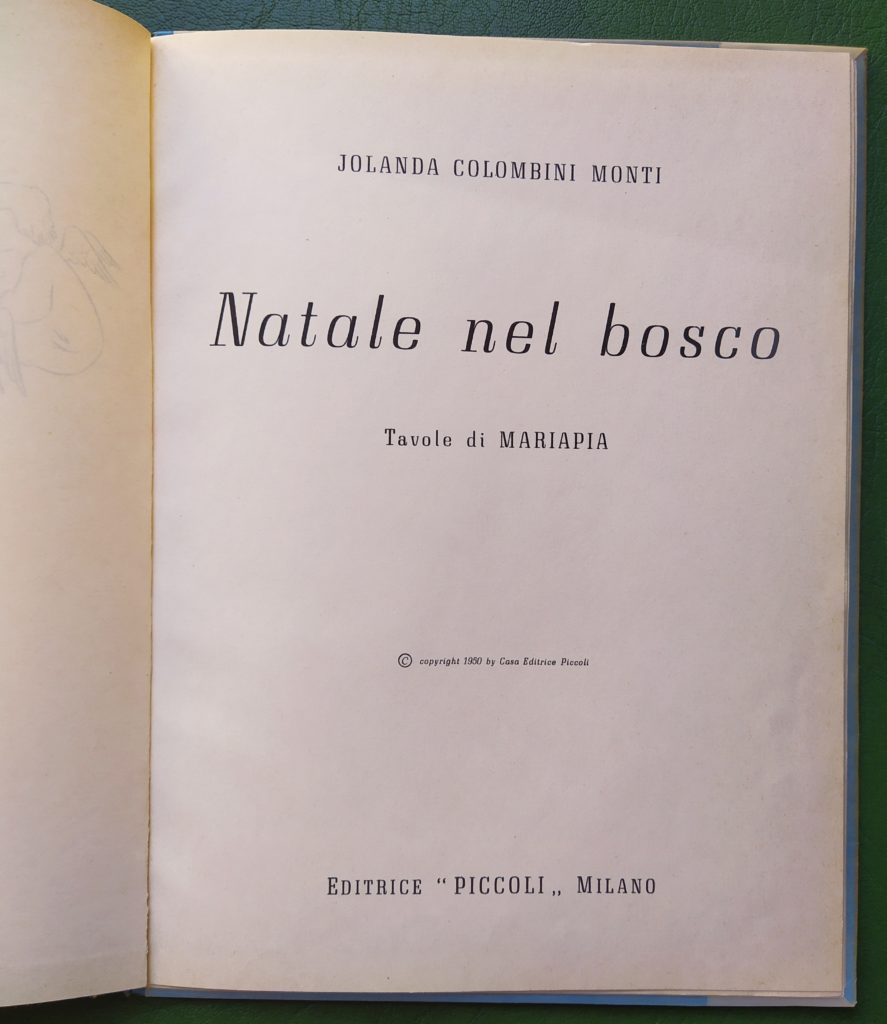 JOLANDA COLOMBINI MONTI
Natale nel bosco
Tavole di MARIAPIA
© copyright 1950 by Casa Editrice Piccoli
EDITRICE “ PICCOLI „ MILANO